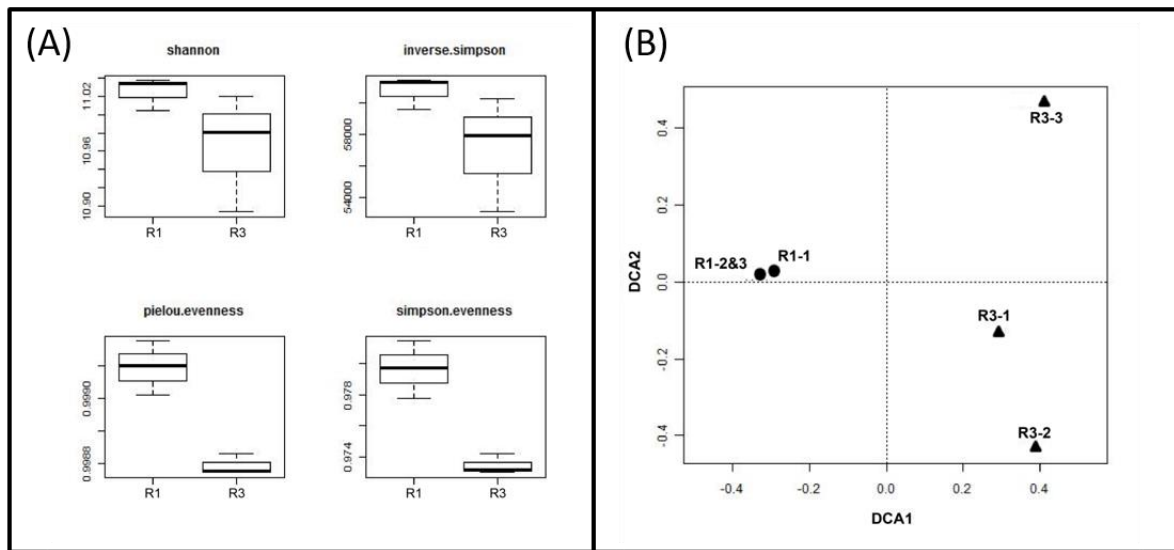 (A)
shannon
11.02
10.96
10.90
R1 R3
inverse.simpson
58000
54000
R1 R3
pielou.evenness
0.9990
0.9988
R1 R3
simpson.evenness
0.978
0.974
R1 R3
(B)
DCA2
0.4
0.2
0.0
-0.2
-0.4
R3-3
R1-2&3
R1-1
R3-1
R3-2
-0.4 -0.2 0.0 0.2 0.4
DCA1